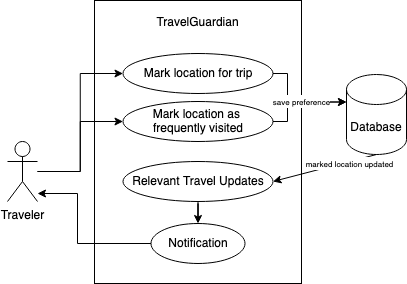 TravelGuardian
Mark location for trip
save preference
Mark location as
frequently visited
Database
marked location updated
Relevant Travel Updates
Traveler
Notification